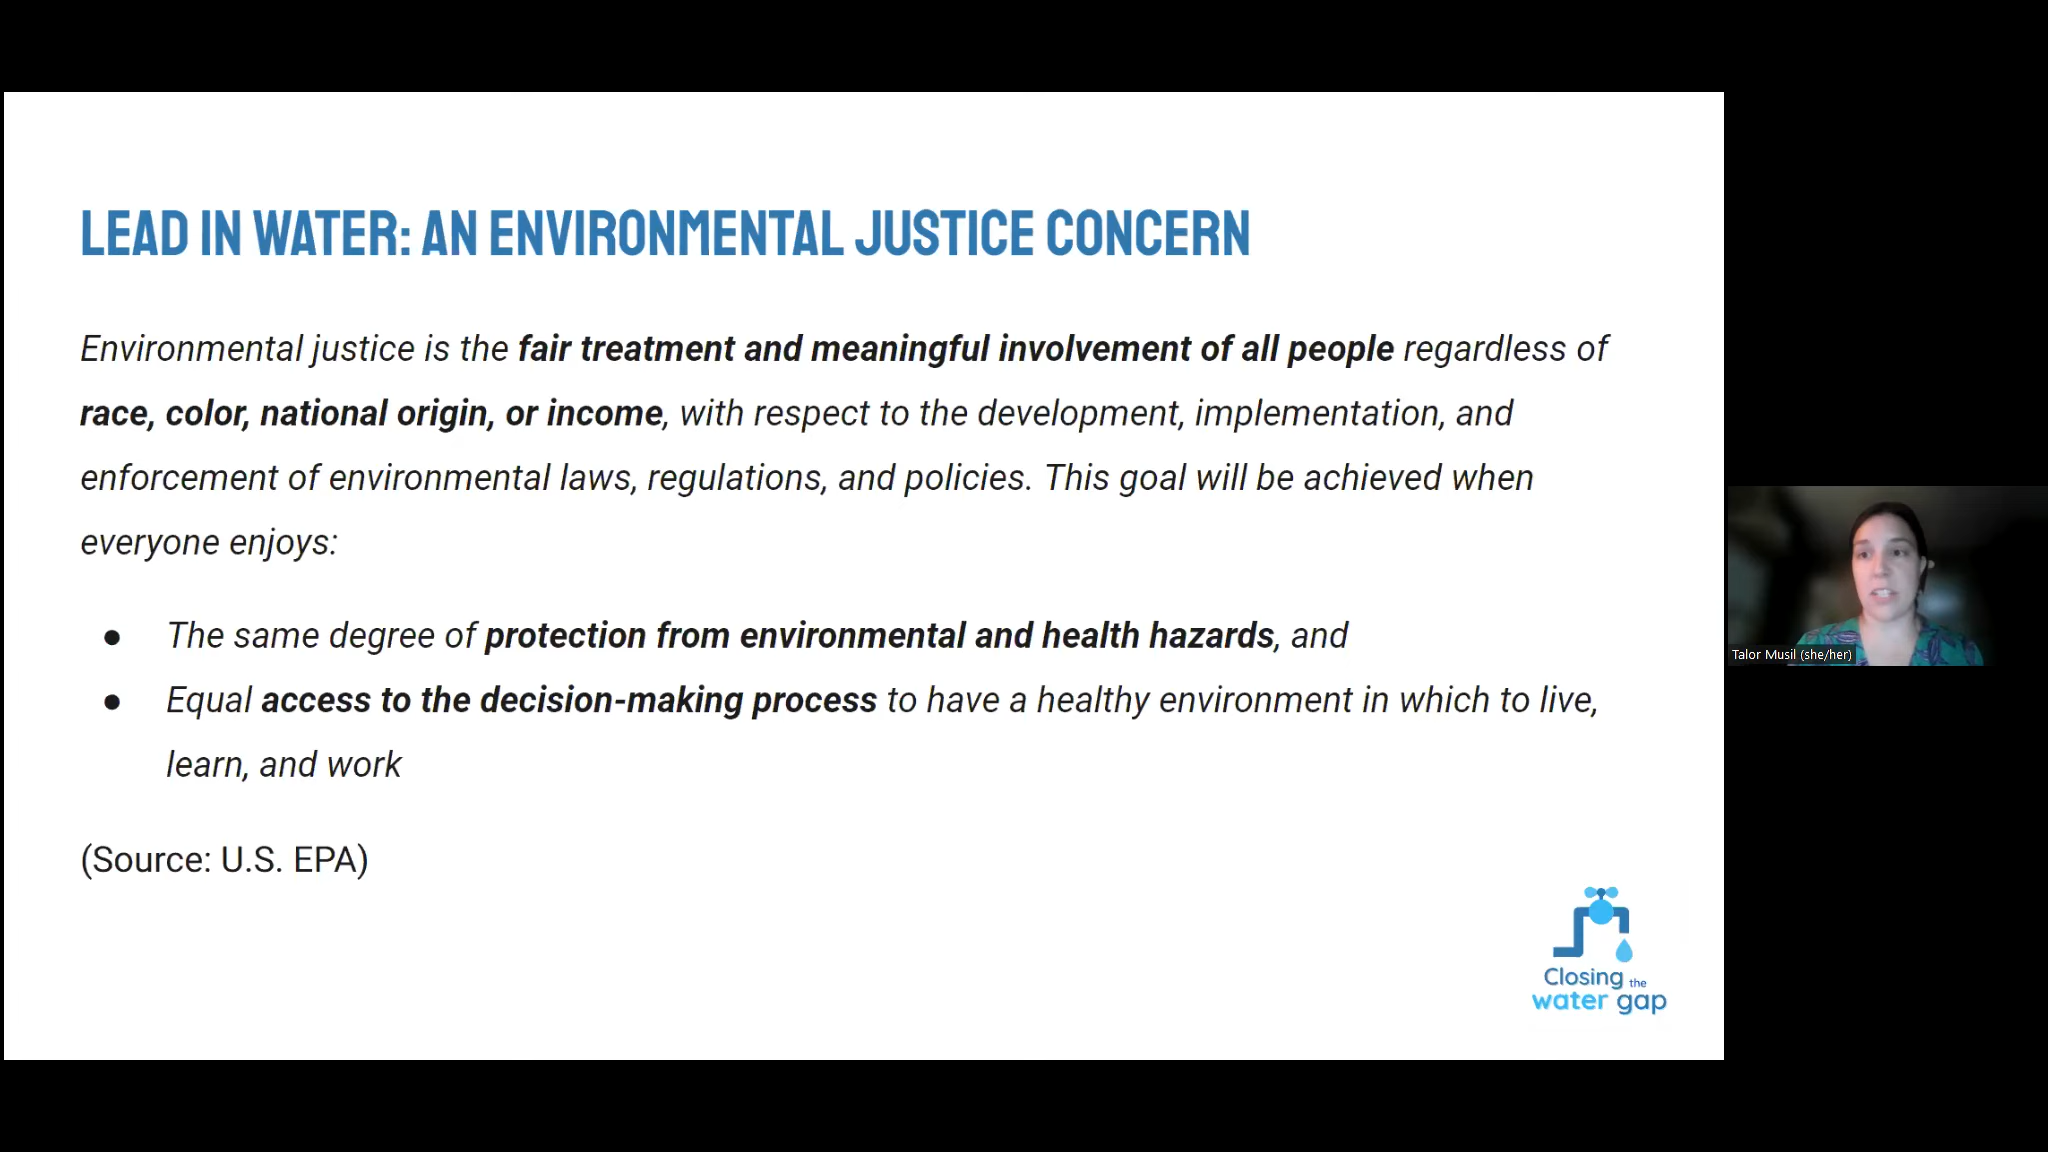 LEAD IN WATER: AN ENVIRONMENTAL JUSTICE CONCERN
Environmental justice is the fair treatment and meaningful involvement of all people regardless of
race, color, national origin, or income, with respect to the development, implementation, and
enforcement of environmental laws, regulations, and policies. This goal will be achieved when
everyone enjoys:
● The same degree of protection from environmental and health hazards, and
● Equal access to the decision-making process to have a healthy environment in which to live,
learn, and work
(Source: U.S. EPA)
Closing the
water gap
Talor Musil (she/her)